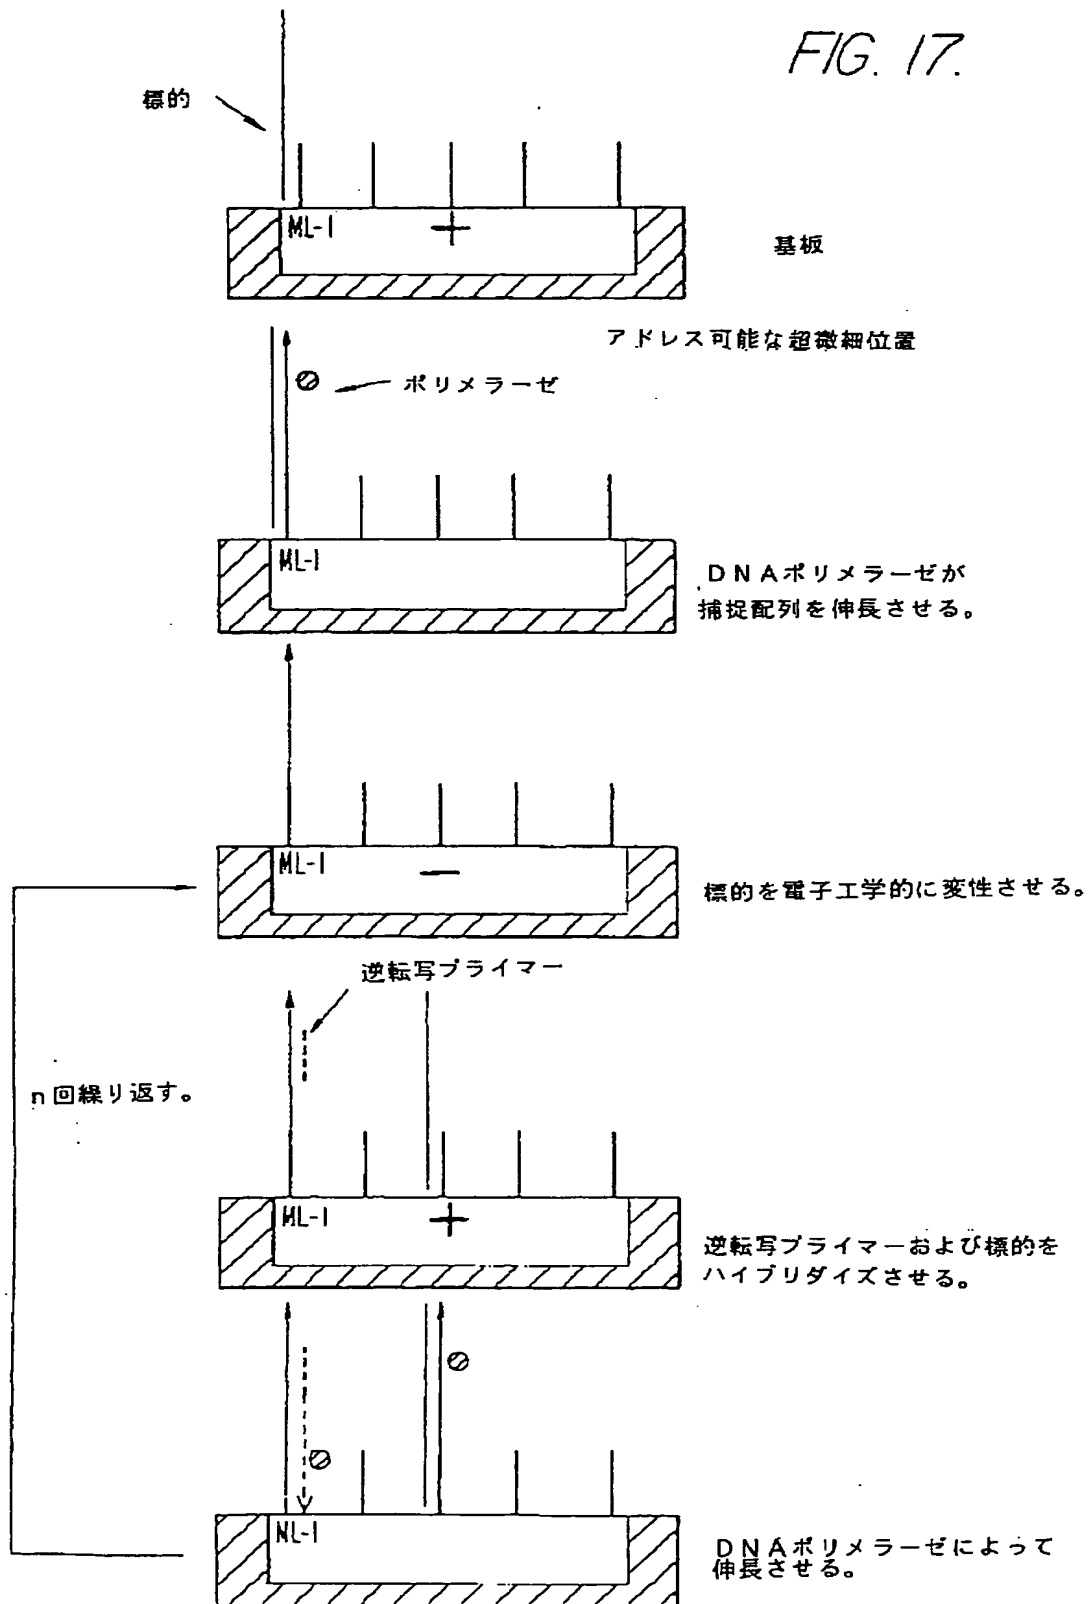 FIG. 17.
標的
ML-1
+
基板
アドレス可能な超微細位置
ポリメラーゼ
ML-1
DNAポリメラーゼが
捕捉配列を伸長させる。
ML-1
−
標的を電子工学的に変性させる。
逆転写プライマー
n回繰り返す。
ML-1
+
逆転写プライマーおよび標的を
ハイブリダイズさせる。
ML-1
DNAポリメラーゼによって
伸長させる。